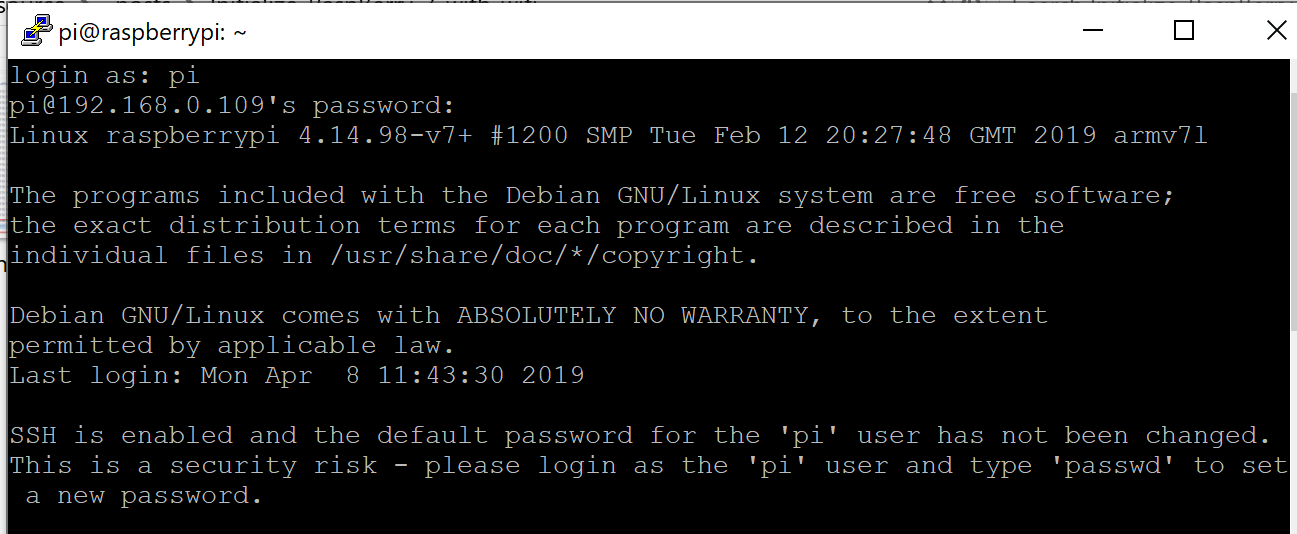 pi@raspberrypi: ~
login as: pi
pi@192.168.0.109's password:
Linux raspberrypi 4.14.98-v7+ #1200 SMP Tue Feb 12 20:27:48 GMT 2019 armv7l
The programs included with the Debian GNU/Linux system are free software;
the exact distribution terms for each program are described in the
individual files in /usr/share/doc/*/copyright.
Debian GNU/Linux comes with ABSOLUTELY NO WARRANTY, to the extent
permitted by applicable law.
Last login: Mon Apr  8 11:43:30 2019
SSH is enabled and the default password for the 'pi' user has not been changed.
This is a security risk - please login as the 'pi' user and type 'passwd' to set
 a new password.